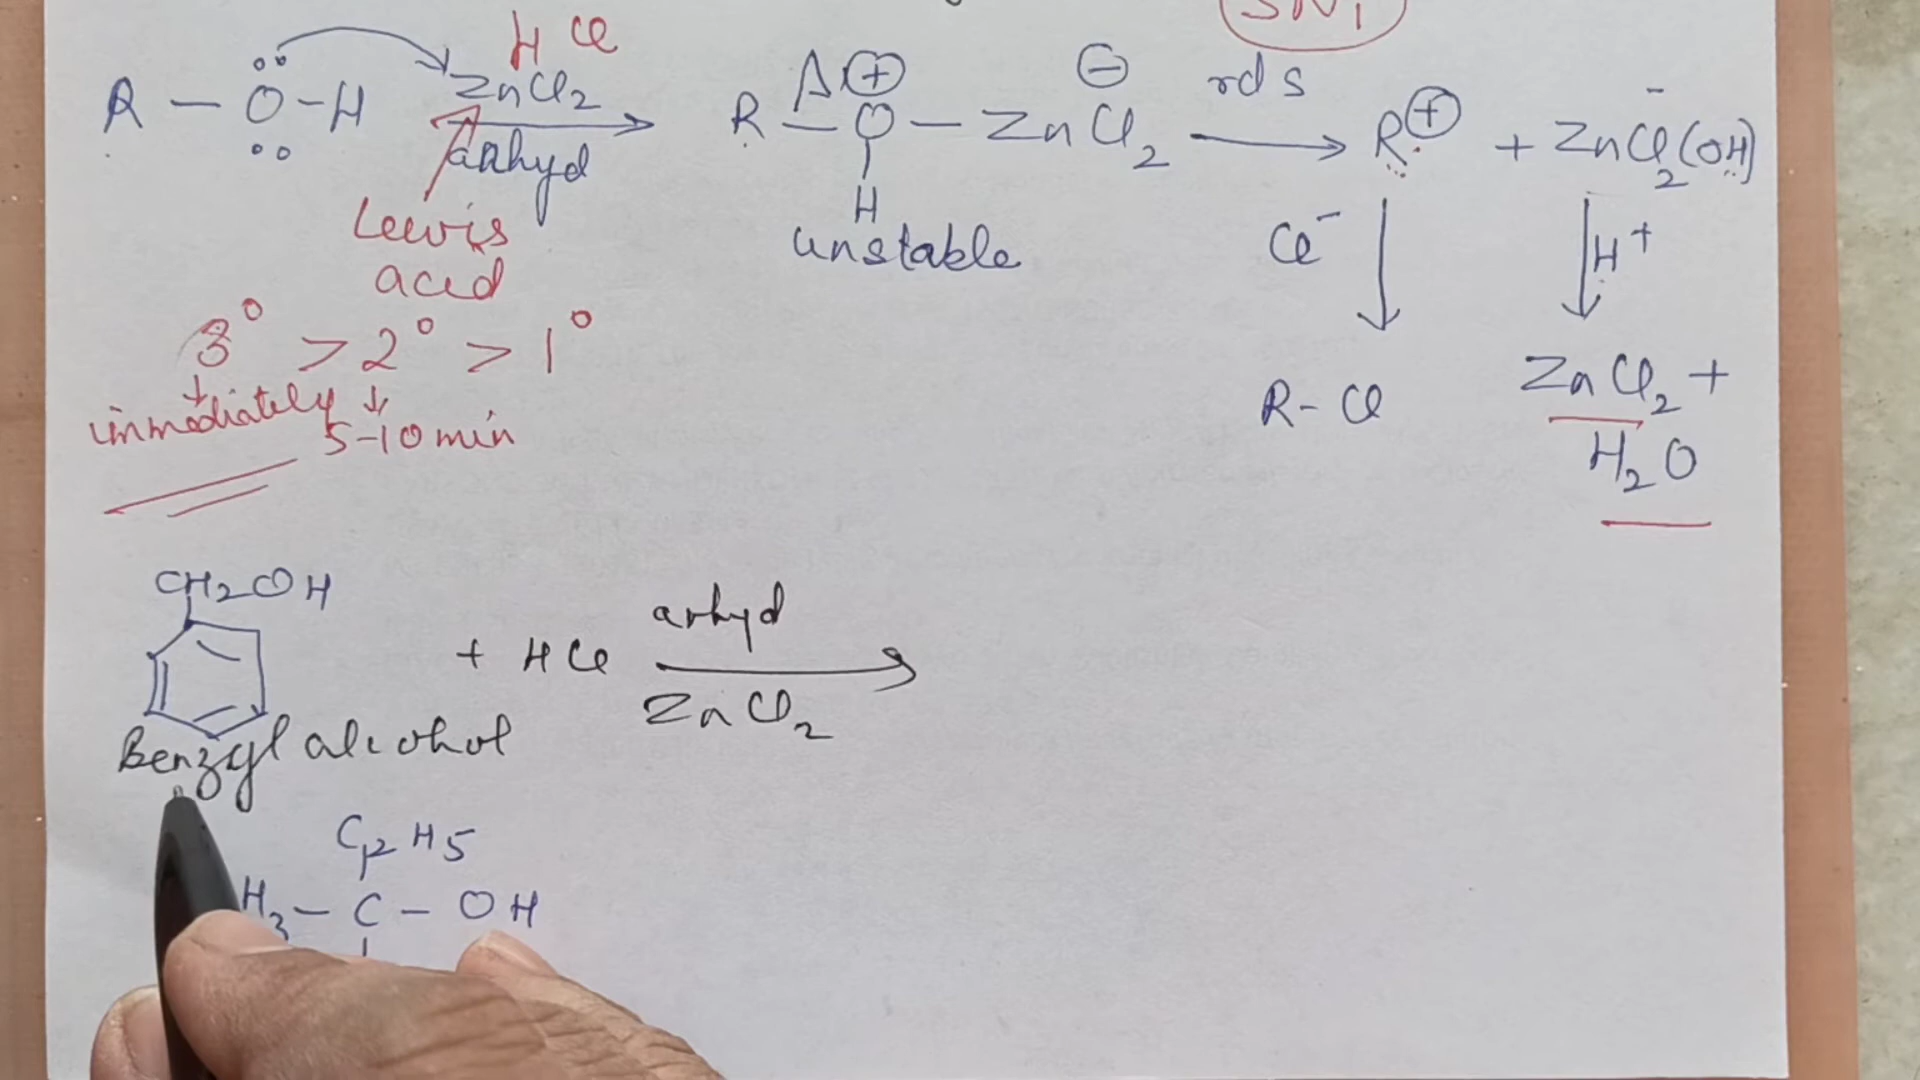 SN1
HCl
R - O - H ZnCl2 R - O - ZnCl2 rds R + ZnCl2(OH)
anhyd
H
unstable
Lewis
acid
Cl- H+
3° > 2° > 1°
immediately
5-10 min
R - Cl ZnCl2 +
H2O
CH2OH
+ HCl anhyd
ZnCl2
Benzyl alcohol
C2H5
H3 - C - OH